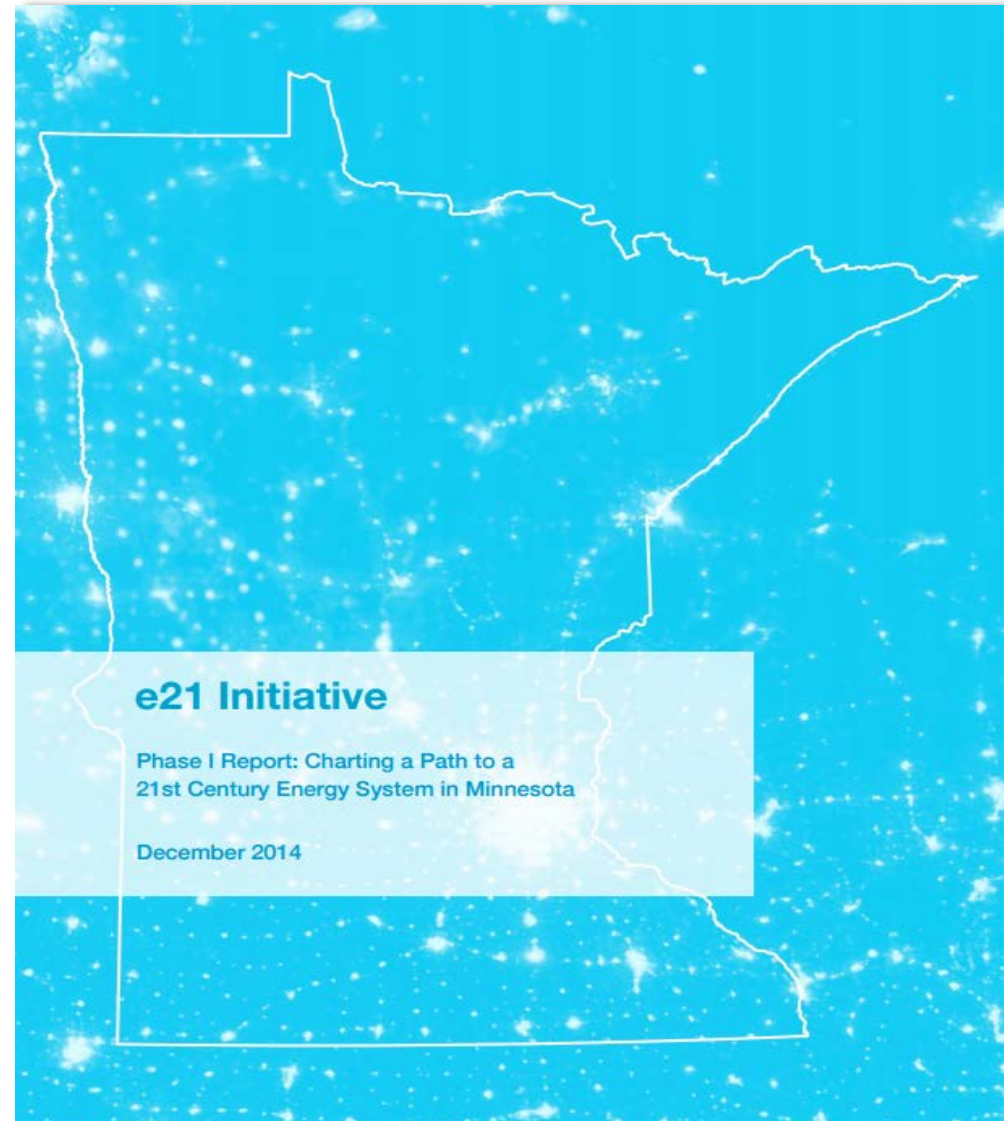 e21 Initiative
Phase I Report: Charting a Path to a
21st Century Energy System in Minnesota
December 2014